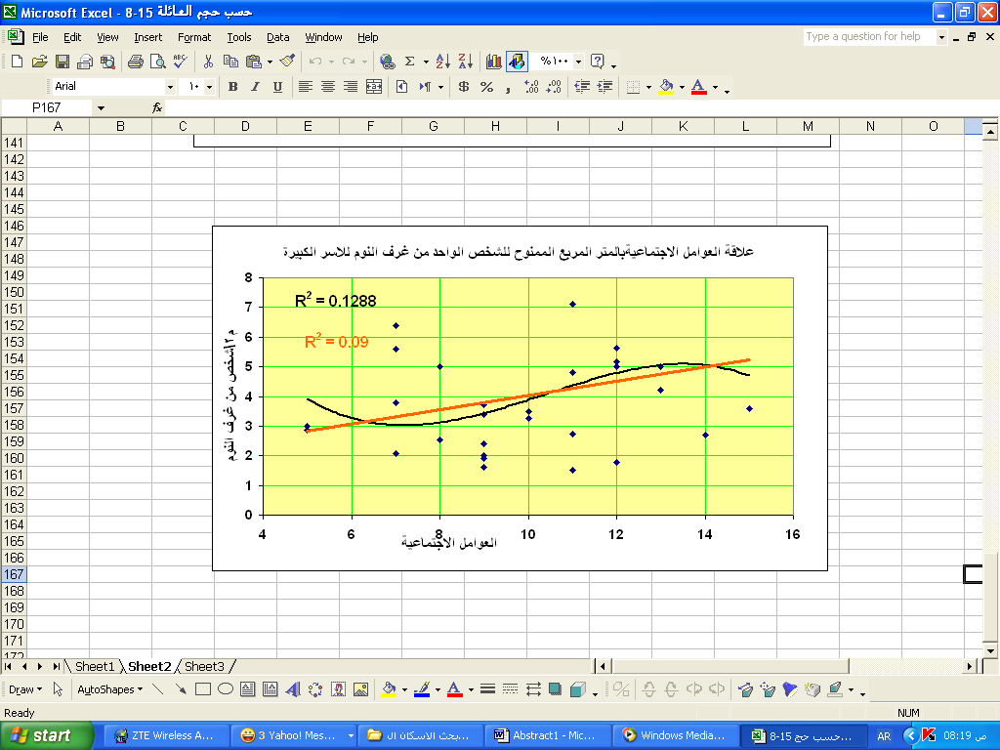 Microsoft Excel - 8-15 حسب حجم العائلة
File Edit View Insert Format Tools Data Window Help
Type a question for help
%١٠٠
Arial ١٠ B I U $ % ,
P167 fx
A B C D E F G H I J K L M N O
141
142
143
144
145
146
147
148
149
150
151
152
153
154
155
156
157
158
159
160
161
162
163
164
165
166
167
168
169
170
171
172
علاقة العوامل الاجتماعيةبالمتر المربع الممنوح للشخص الواحد من غرف النوم للاسر الكبيرة
R2 = 0.1288
R2 = 0.09
م٢\شخص من غرف النوم
8
7
6
5
4
3
2
1
0
4 6 8 10 12 14 16
العوامل الاجتماعية
Sheet1 Sheet2 Sheet3
Draw AutoShapes
Ready NUM
start ZTE Wireless A... 3 Yahoo! Mes... بحث الاسكان ال... Abstract1 - Mic... Windows Media... 8-15 حسب حج... AR 08:19 ص